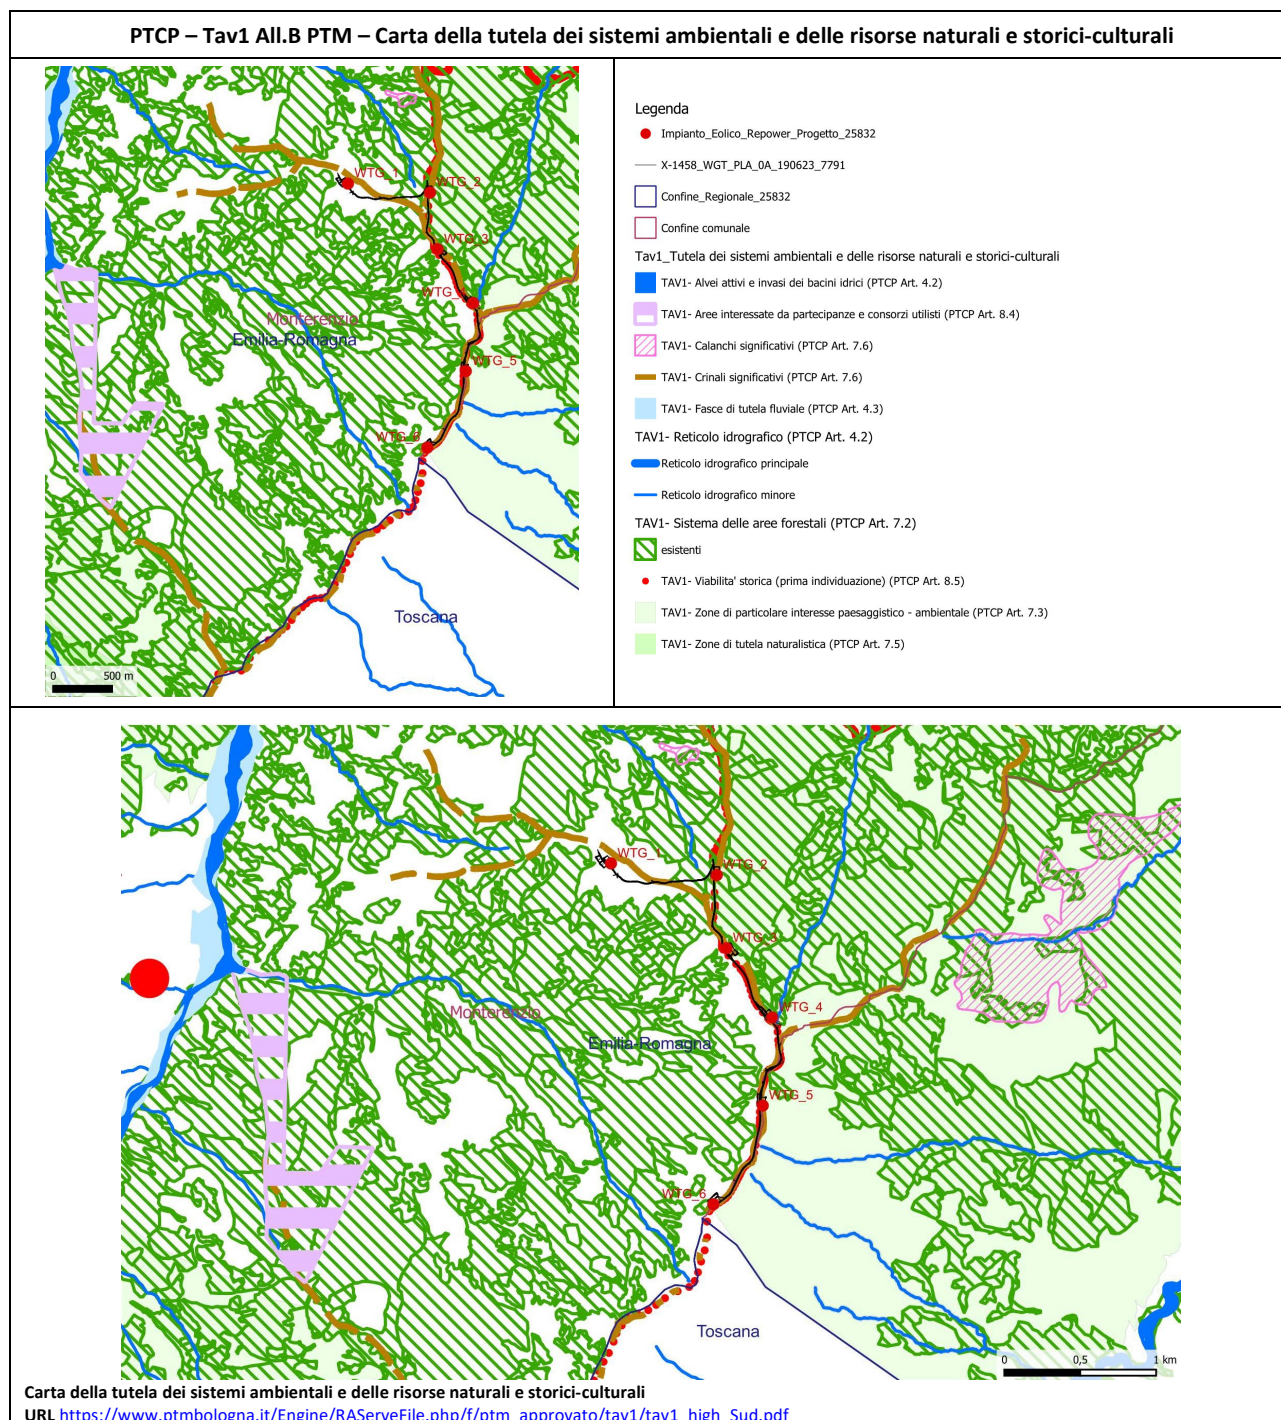 PTCP – Tav1 All.B PTM – Carta della tutela dei sistemi ambientali e delle risorse naturali e storici-culturali
WTG_1
WTG_2
WTG_3
WTG_
Monterenzio
Emilia-Romagna
WTG_5
WTG_6
Toscana
0 500 m
Legenda
Impianto_Eolico_Repower_Progetto_25832
X-1458_WGT_PLA_0A_190623_7791
Confine_Regionale_25832
Confine comunale
Tav1_Tutela dei sistemi ambientali e delle risorse naturali e storici-culturali
TAV1- Alvei attivi e invasi dei bacini idrici (PTCP Art. 4.2)
TAV1- Aree interessate da partecipanze e consorzi utilisti (PTCP Art. 8.4)
TAV1- Calanchi significativi (PTCP Art. 7.6)
TAV1- Crinali significativi (PTCP Art. 7.6)
TAV1- Fasce di tutela fluviale (PTCP Art. 4.3)
TAV1- Reticolo idrografico (PTCP Art. 4.2)
Reticolo idrografico principale
Reticolo idrografico minore
TAV1- Sistema delle aree forestali (PTCP Art. 7.2)
esistenti
TAV1- Viabilita' storica (prima individuazione) (PTCP Art. 8.5)
TAV1- Zone di particolare interesse paesaggistico - ambientale (PTCP Art. 7.3)
TAV1- Zone di tutela naturalistica (PTCP Art. 7.5)
WTG_1
WTG_2
WTG_3
WTG_4
Monterenzio
Emilia-Romagna
WTG_5
WTG_6
Toscana
0 0,5 1 km
Carta della tutela dei sistemi ambientali e delle risorse naturali e storici-culturali
URL https://www.ptmbologna.it/Engine/RAServeFile.php/f/ptm_approvato/tav1/tav1_high_Sud.pdf